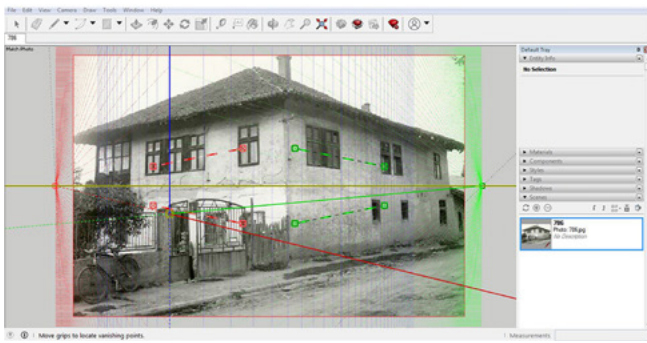 File Edit View Camera Draw Tools Window Help
786
Match Photo
Default Tray
Entity Info
No Selection
Materials
Components
Styles
Tags
Shadows
Scenes
786
Photo: 786.jpg
No Description
Move grips to locate vanishing points.
Measurements